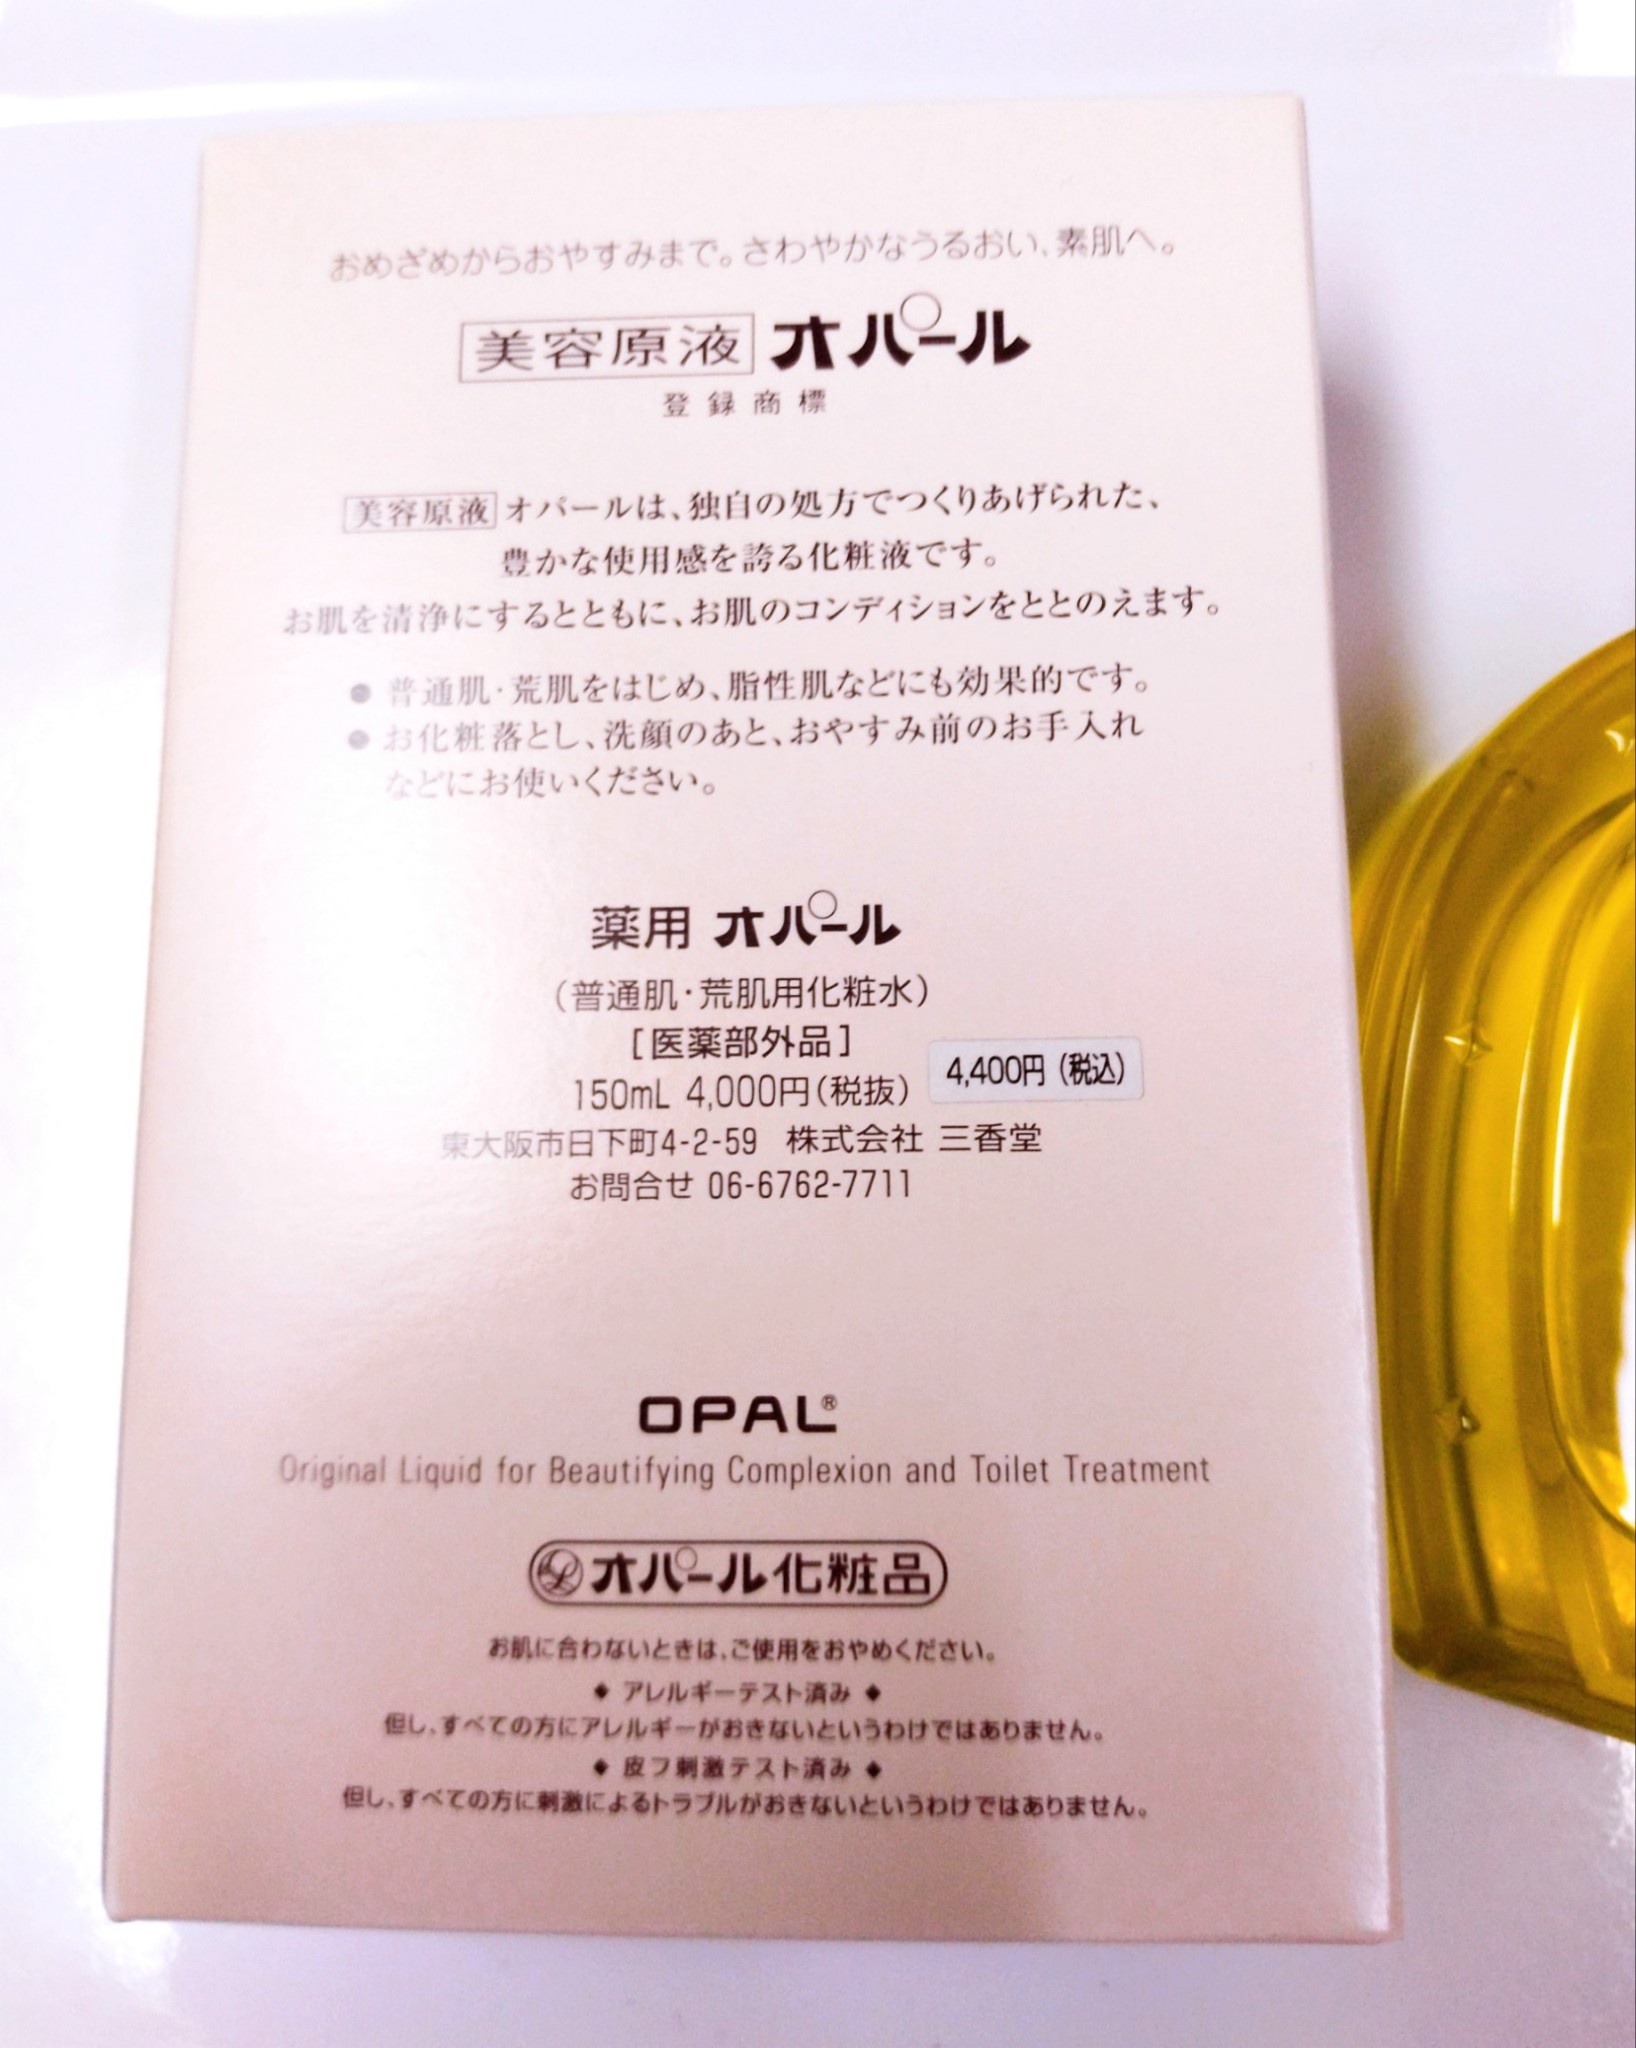 おめざめからおやすみまで。さわやかなうるおい、素肌へ。
美容原液 オパール
登録商標
美容原液 オパールは、独自の処方でつくりあげられた、
豊かな使用感を誇る化粧液です。
お肌を清浄にするとともに、お肌のコンディションをととのえます。
● 普通肌・荒肌をはじめ、脂性肌などにも効果的です。
● お化粧落とし、洗顔のあと、おやすみ前のお手入れ
などにお使いください。
薬用 オパール
(普通肌・荒肌用化粧水)
[医薬部外品]
150mL 4,000円(税抜) 4,400円(税込)
東大阪市日下町4-2-59 株式会社 三香堂
お問合せ 06-6762-7711
OPAL®
Original Liquid for Beautifying Complexion and Toilet Treatment
オパール化粧品
お肌に合わないときは、ご使用をおやめください。
◆ アレルギーテスト済み ◆
但し、すべての方にアレルギーがおきないというわけではありません。
◆ 皮フ刺激テスト済み ◆
但し、すべての方に刺激によるトラブルがおきないというわけではありません。